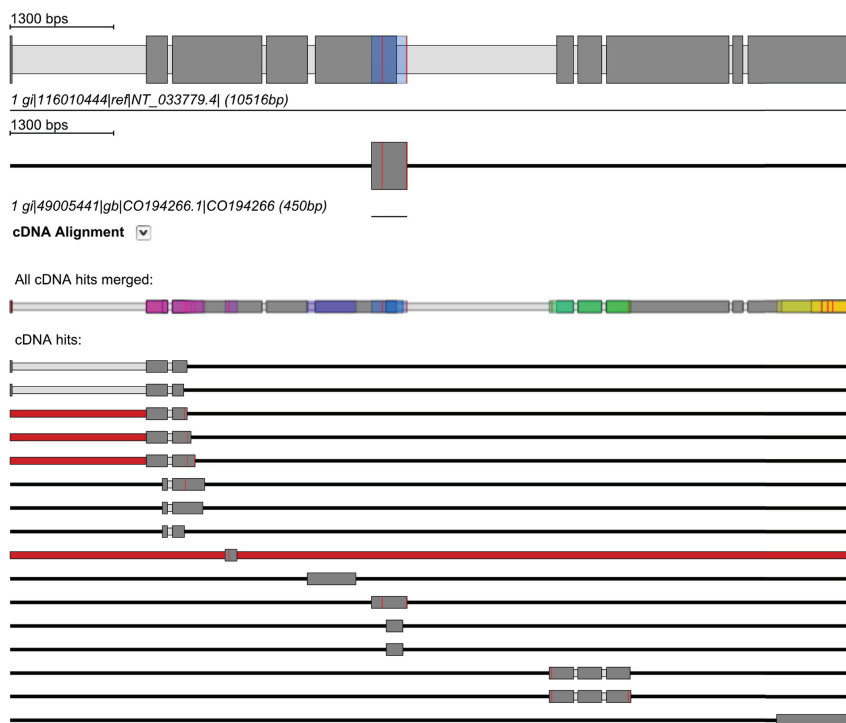 1300 bps
1 gi|116010444|ref|NT_033779.4| (10516bp)
1300 bps
1 gi|49005441|gb|CO194266.1|CO194266 (450bp)
cDNA Alignment
All cDNA hits merged:
cDNA hits: